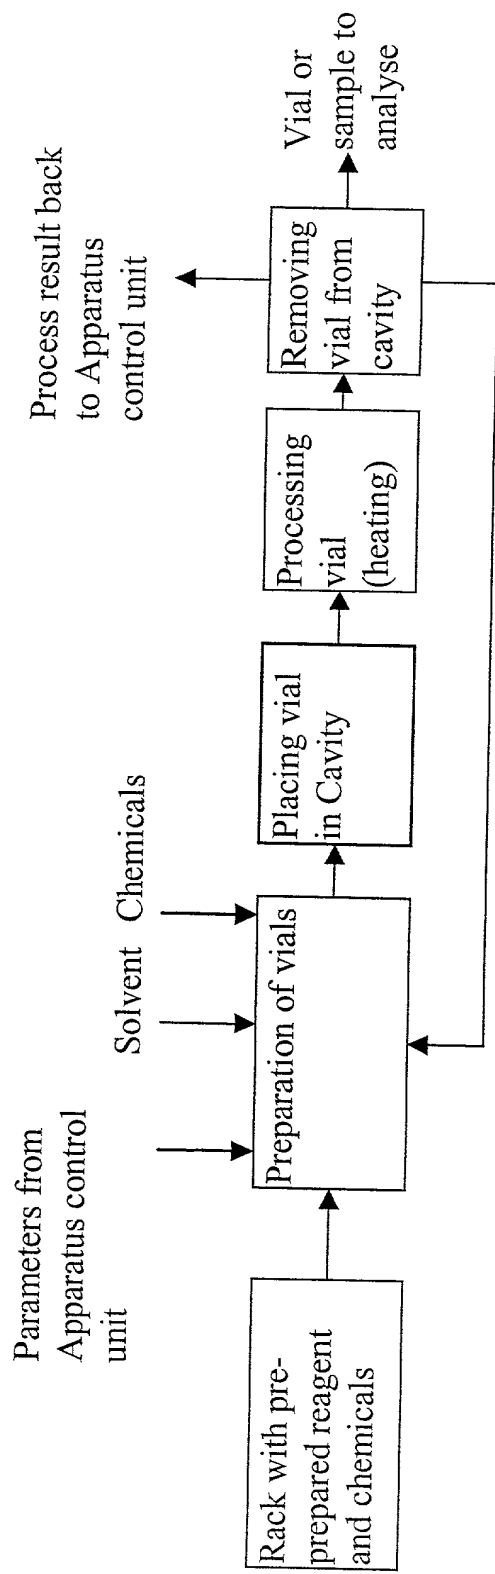 Parameters from
Apparatus control
unit
Solvent
Chemicals
Process result back
to Apparatus
control unit
Rack with pre-
prepared reagent
and chemicals
Preparation of vials
Placing vial
in Cavity
Processing
vial
(heating)
Removing
vial from
cavity
Vial or
sample to
analyse